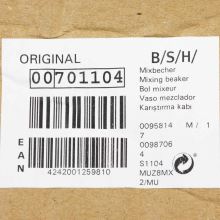 ORIGINAL
00701104
B/S/H/
Mixbecher
Mixing beaker
Bol mixeur
Vaso mezclador
Karıştırma kabı
0095814 M/ 1
7
0098706
4
S1104
MUZ8MX
2/MU
EAN
4242001259810